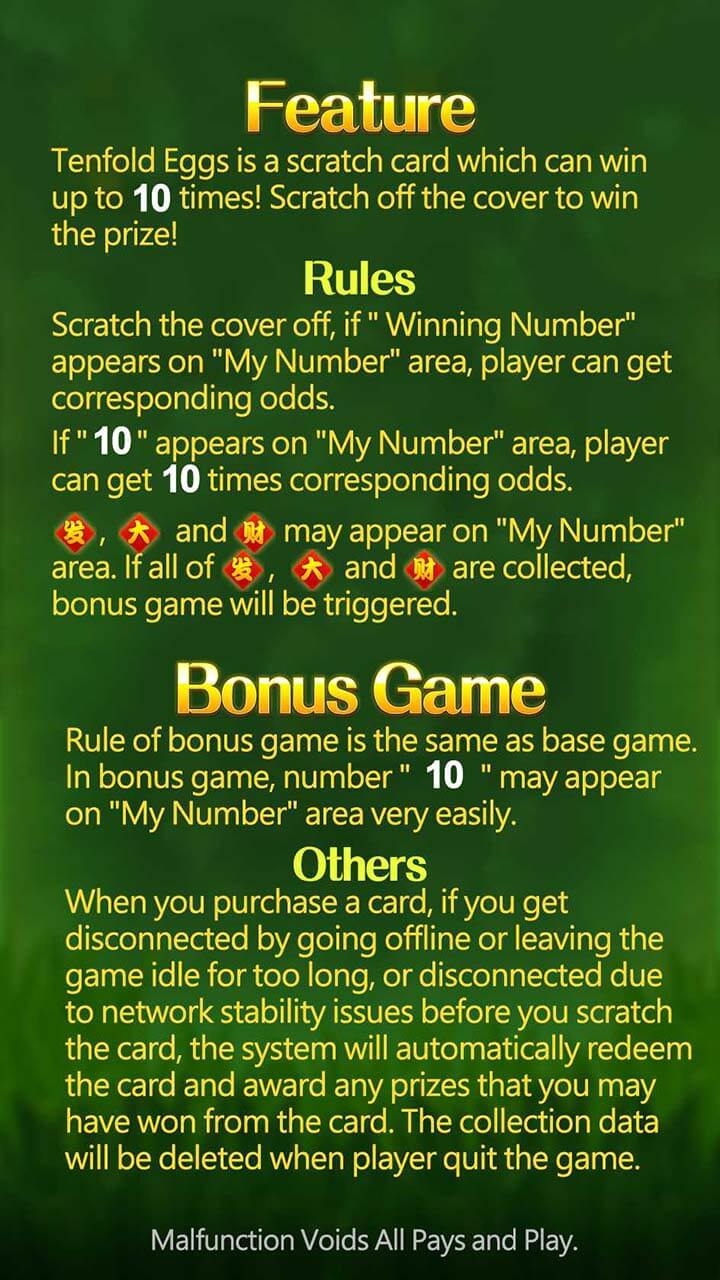 Feature
Tenfold Eggs is a scratch card which can win
up to 10 times! Scratch off the cover to win
the prize!
Rules
Scratch the cover off, if " Winning Number"
appears on "My Number" area, player can get
corresponding odds.
If " 10 " appears on "My Number" area, player
can get 10 times corresponding odds.
发, 大 and 财 may appear on "My Number"
area. If all of 发, 大 and 财 are collected,
bonus game will be triggered.
Bonus Game
Rule of bonus game is the same as base game.
In bonus game, number " 10 " may appear
on "My Number" area very easily.
Others
When you purchase a card, if you get
disconnected by going offline or leaving the
game idle for too long, or disconnected due
to network stability issues before you scratch
the card, the system will automatically redeem
the card and award any prizes that you may
have won from the card. The collection data
will be deleted when player quit the game.
Malfunction Voids All Pays and Play.